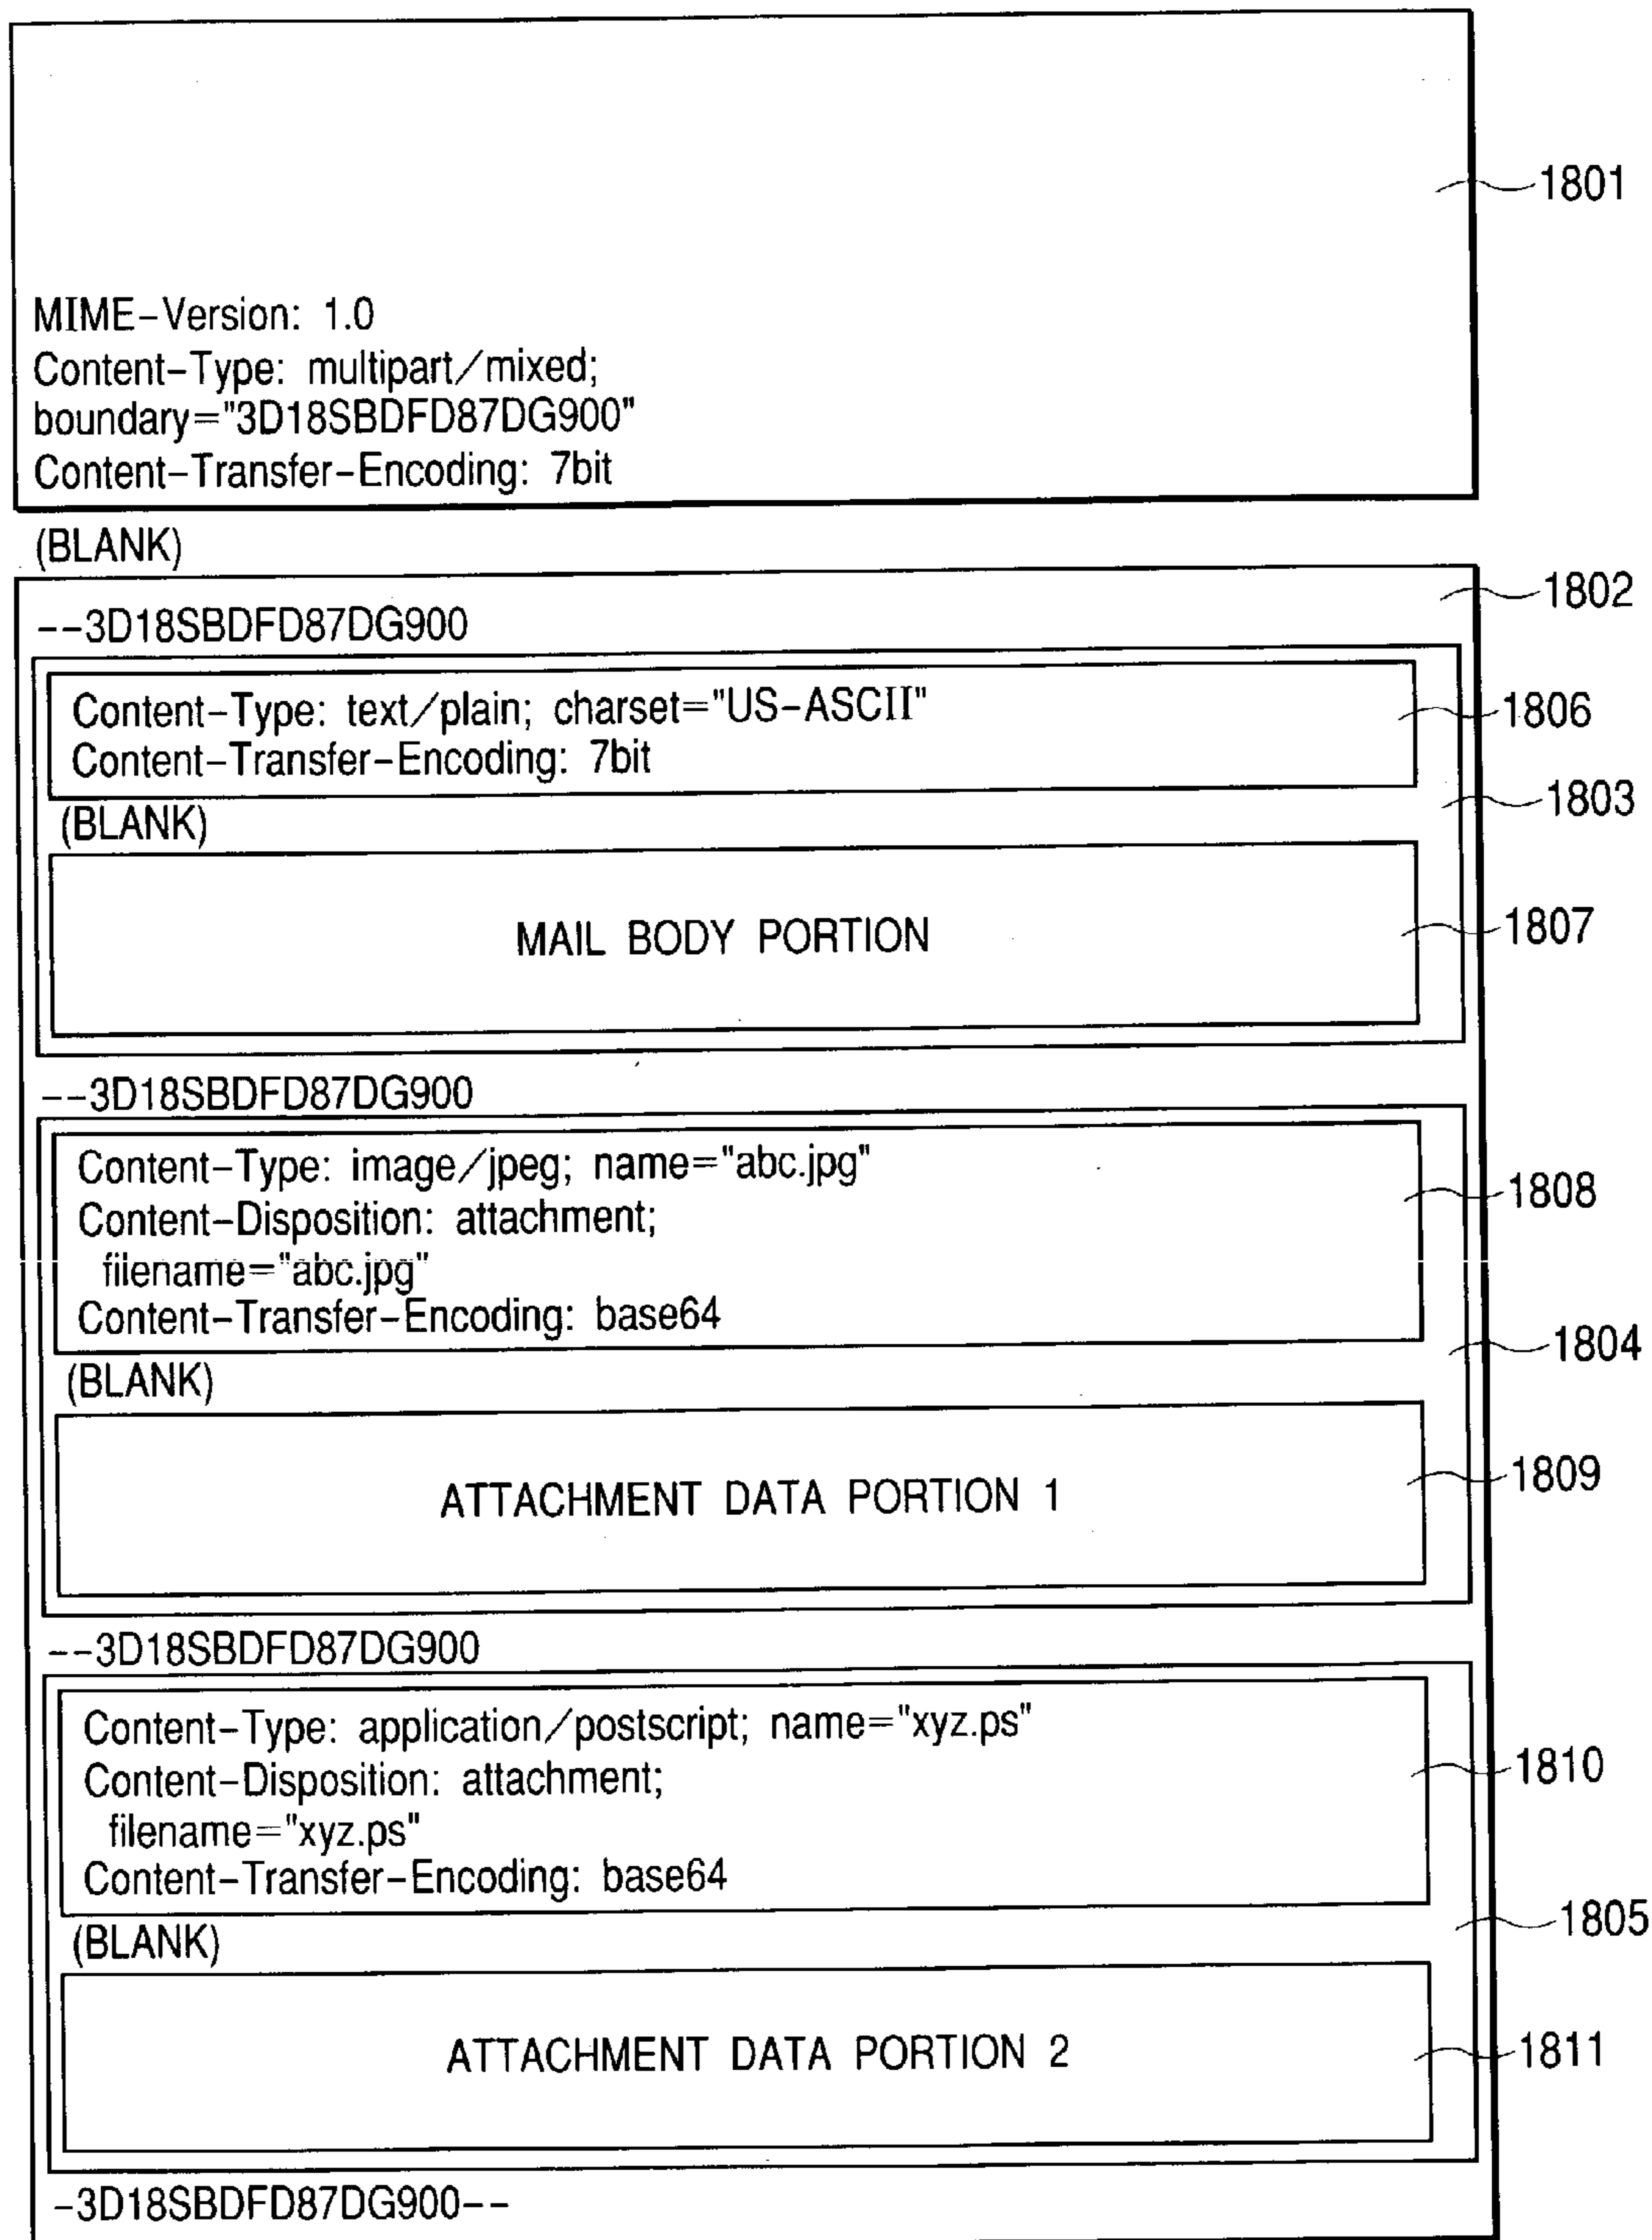 1801
MIME-Version: 1.0
Content-Type: multipart/mixed;
boundary="3D18SBDFD87DG900"
Content-Transfer-Encoding: 7bit
(BLANK)
1802
--3D18SBDFD87DG900
Content-Type: text/plain; charset="US-ASCII"
1806
Content-Transfer-Encoding: 7bit
1803
(BLANK)
MAIL BODY PORTION
1807
--3D18SBDFD87DG900
Content-Type: image/jpeg; name="abc.jpg"
1808
Content-Disposition: attachment;
filename="abc.jpg"
Content-Transfer-Encoding: base64
1804
(BLANK)
ATTACHMENT DATA PORTION 1
1809
--3D18SBDFD87DG900
Content-Type: application/postscript; name="xyz.ps"
1810
Content-Disposition: attachment;
filename="xyz.ps"
Content-Transfer-Encoding: base64
1805
(BLANK)
ATTACHMENT DATA PORTION 2
1811
-3D18SBDFD87DG900--